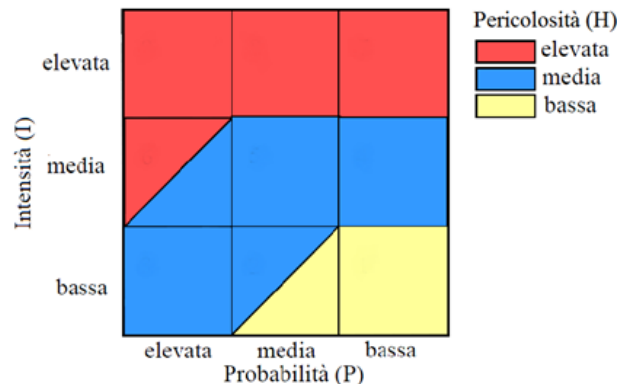 Pericolosità (H)
elevata
media
bassa
Intensità (I)
elevata
media
bassa
elevata media bassa
Probabilità (P)